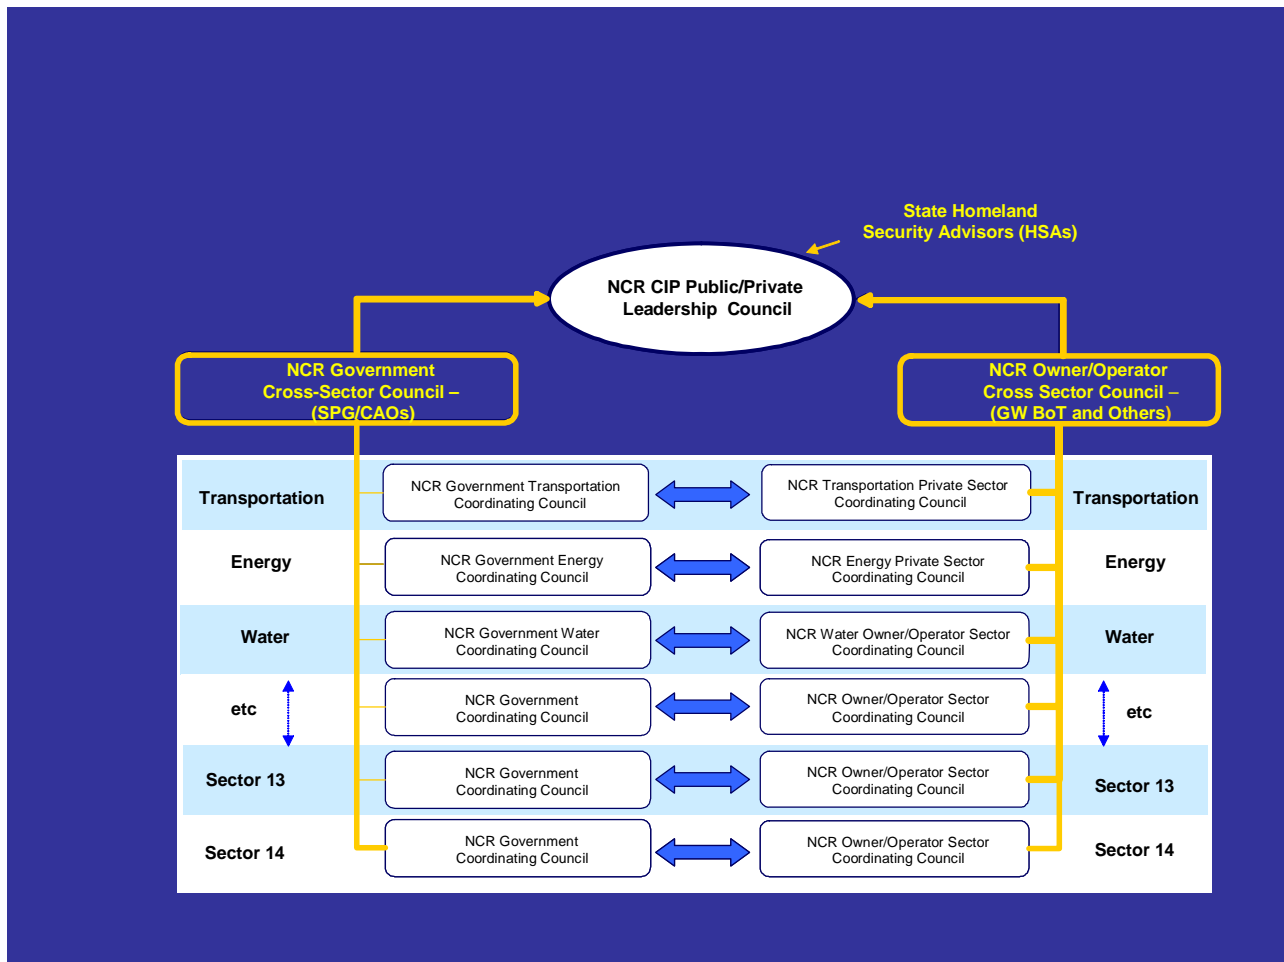 State Homeland
Security Advisors (HSAs)
NCR CIP Public/Private
Leadership Council
NCR Government
Cross-Sector Council –
(SPG/CAOs)
NCR Owner/Operator
Cross Sector Council –
(GW BoT and Others)
Transportation
NCR Government Transportation
Coordinating Council
NCR Transportation Private Sector
Coordinating Council
Transportation
Energy
NCR Government Energy
Coordinating Council
NCR Energy Private Sector
Coordinating Council
Energy
Water
NCR Government Water
Coordinating Council
NCR Water Owner/Operator Sector
Coordinating Council
Water
etc
NCR Government
Coordinating Council
NCR Owner/Operator Sector
Coordinating Council
etc
Sector 13
NCR Government
Coordinating Council
NCR Owner/Operator Sector
Coordinating Council
Sector 13
Sector 14
NCR Government
Coordinating Council
NCR Owner/Operator Sector
Coordinating Council
Sector 14